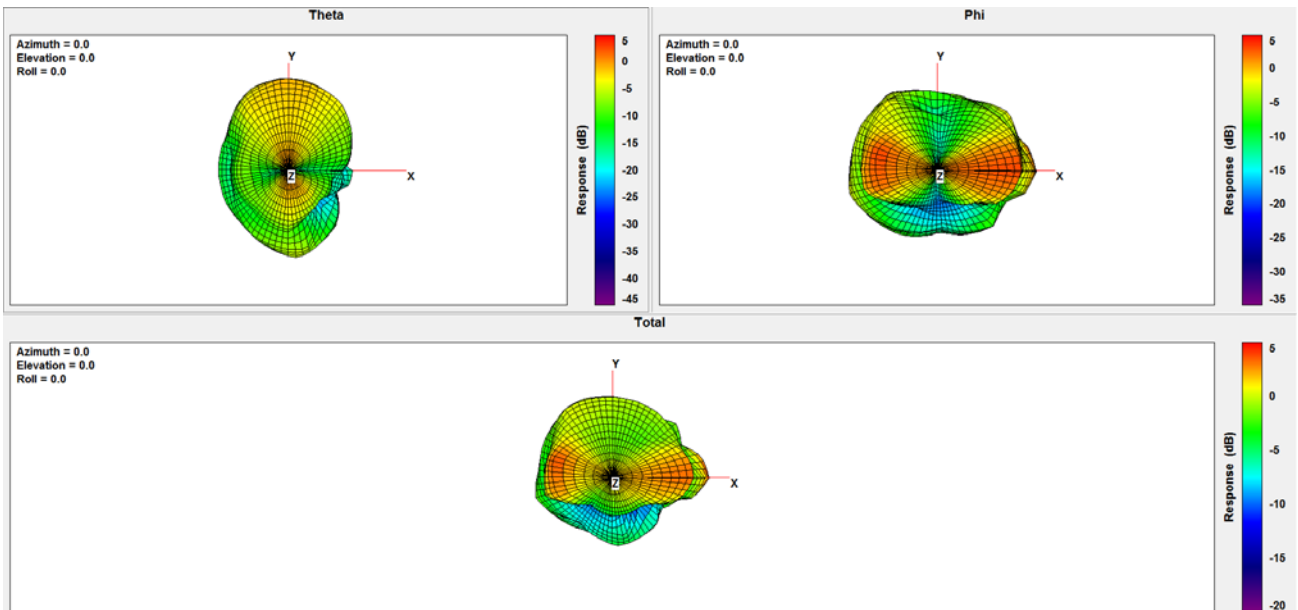 Theta
Azimuth = 0.0
Elevation = 0.0
Roll = 0.0
Y
X
Z
5
0
-5
-10
-15
-20
-25
-30
-35
-40
-45
Response (dB)
Phi
Azimuth = 0.0
Elevation = 0.0
Roll = 0.0
Y
X
Z
5
0
-5
-10
-15
-20
-25
-30
-35
Response (dB)
Total
Azimuth = 0.0
Elevation = 0.0
Roll = 0.0
Y
X
Z
5
0
-5
-10
-15
-20
Response (dB)